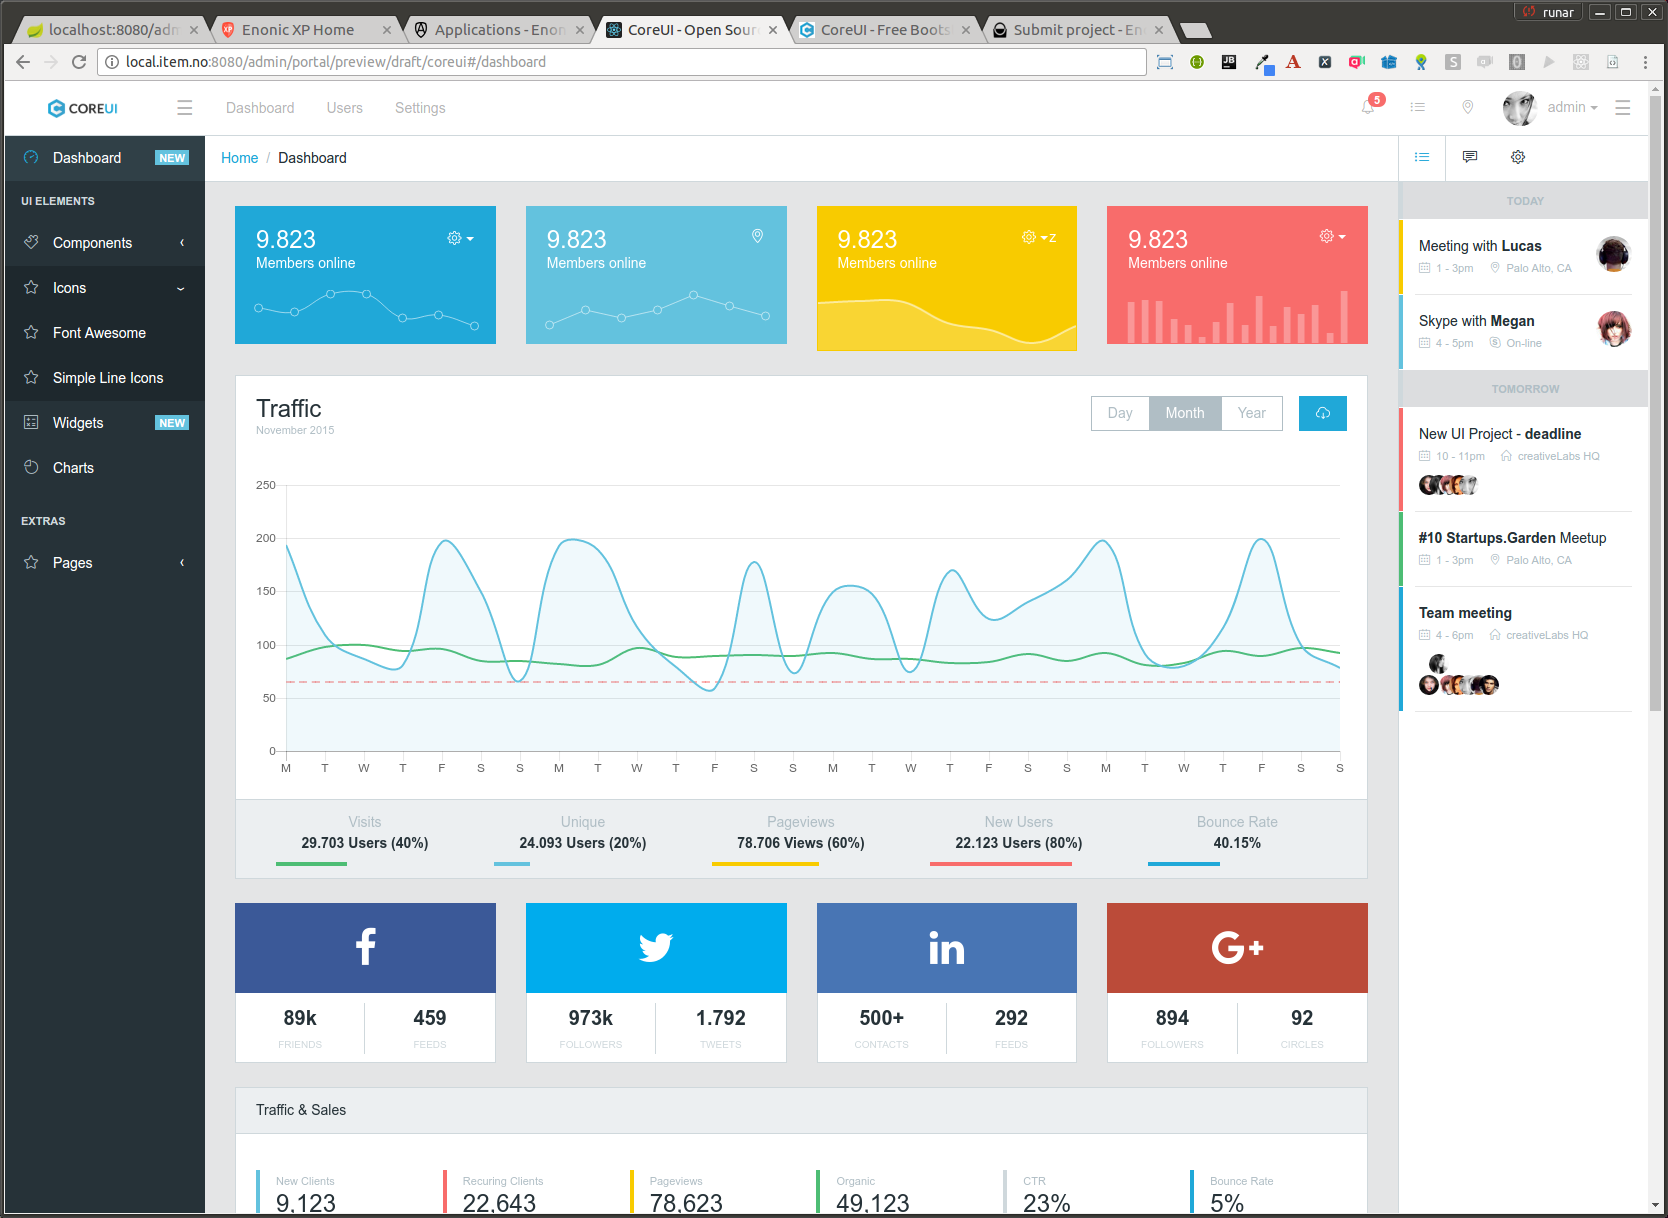 runar
localhost:8080/adm
Enonic XP Home
Applications - Enon
CoreUI - Open Sour
CoreUI - Free Boots
Submit project - En
local.item.no:8080/admin/portal/preview/draft/coreui#/dashboard
COREUI
Dashboard
Users
Settings
5
admin
Dashboard NEW
UI ELEMENTS
Components
Icons
Font Awesome
Simple Line Icons
Widgets NEW
Charts
EXTRAS
Pages
Home / Dashboard
9.823
Members online
9.823
Members online
9.823
Members online
z
9.823
Members online
Traffic
November 2015
Day Month Year
250
200
150
100
50
0
M T W T F S S M T W T F S S M T W T F S S M T W T F S S
Visits
29.703 Users (40%)
Unique
24.093 Users (20%)
Pageviews
78.706 Views (60%)
New Users
22.123 Users (80%)
Bounce Rate
40.15%
89k
FRIENDS
459
FEEDS
973k
FOLLOWERS
1.792
TWEETS
in
500+
CONTACTS
292
FEEDS
G+
894
FOLLOWERS
92
CIRCLES
Traffic & Sales
New Clients
9,123
Recuring Clients
22,643
Pageviews
78,623
Organic
49,123
CTR
23%
Bounce Rate
5%
TODAY
Meeting with Lucas
1 - 3pm Palo Alto, CA
Skype with Megan
4 - 5pm On-line
TOMORROW
New UI Project - deadline
10 - 11pm creativeLabs HQ
#10 Startups.Garden Meetup
1 - 3pm Palo Alto, CA
Team meeting
4 - 6pm creativeLabs HQ